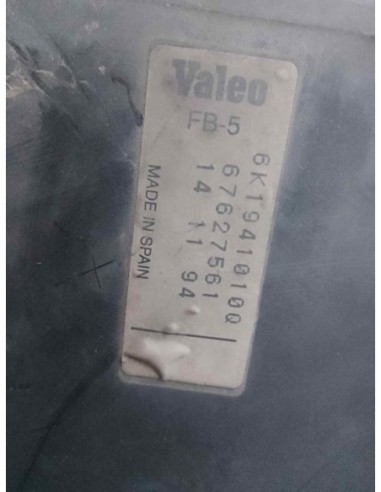 Valeo
FB-5
6K1941010Q
67627561
14 11 94
MADE IN SPAIN